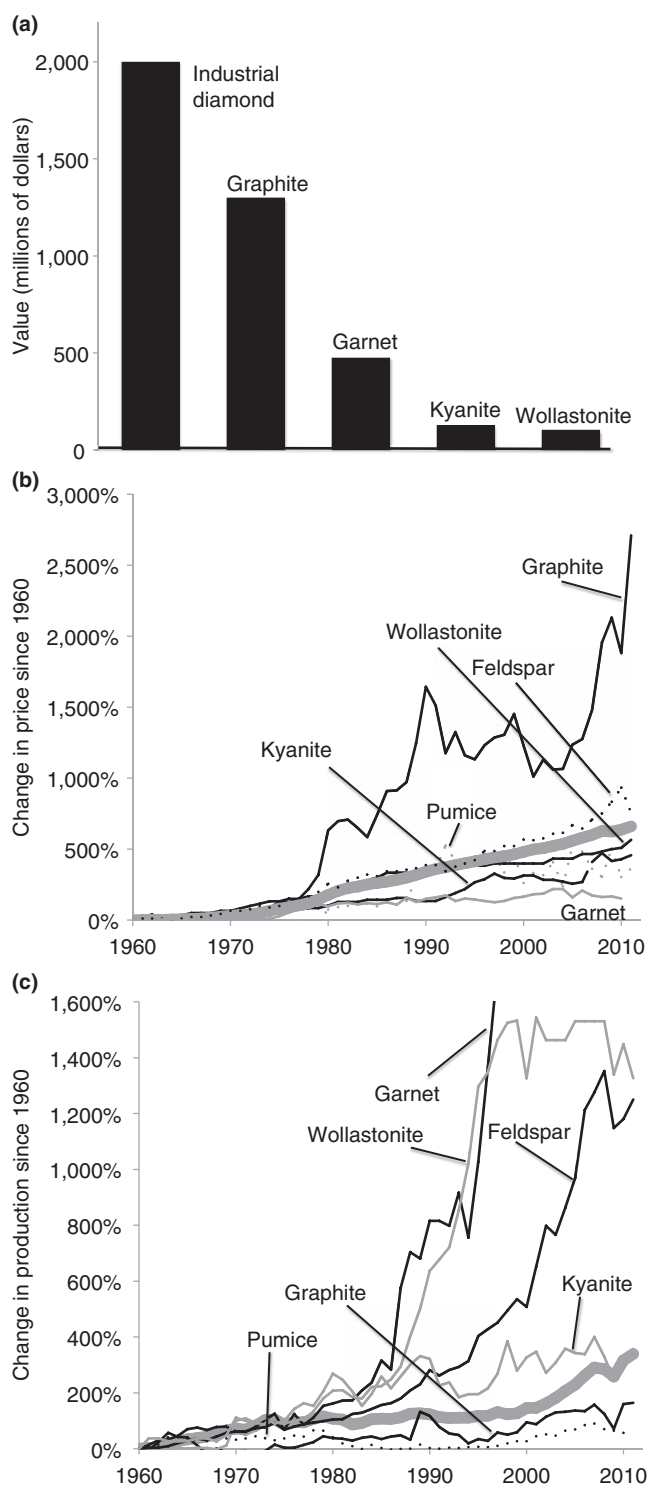 (a)
Value (millions of dollars)
2,000
1,500
1,000
500
0
Industrial
diamond
Graphite
Garnet
Kyanite
Wollastonite
(b)
Change in price since 1960
3,000%
2,500%
2,000%
1,500%
1,000%
500%
0%
Graphite
Wollastonite
Feldspar
Kyanite
Pumice
Garnet
1960
1970
1980
1990
2000
2010
(c)
Change in production since 1960
1,600%
1,400%
1,200%
1,000%
800%
600%
400%
200%
0%
Garnet
Wollastonite
Feldspar
Graphite
Kyanite
Pumice
1960
1970
1980
1990
2000
2010